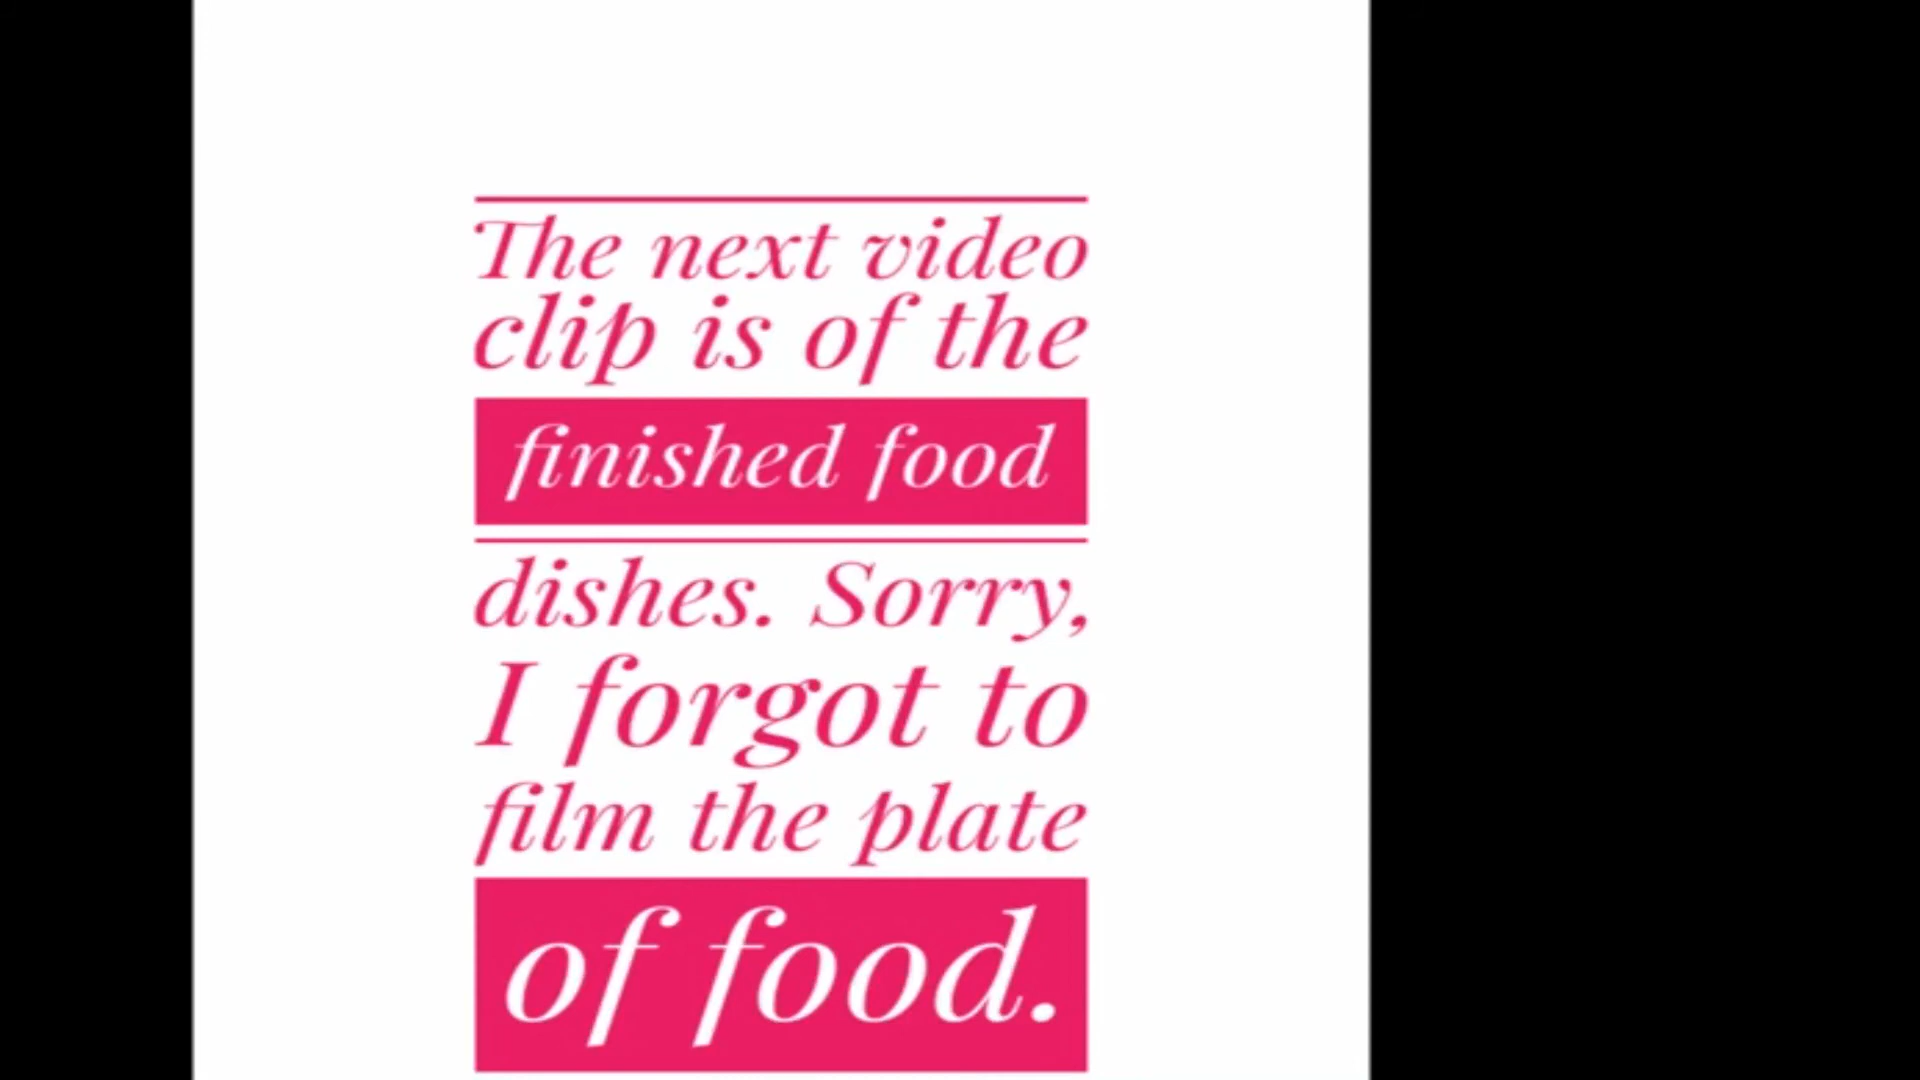 The next video
clip is of the
finished food
dishes. Sorry,
I forgot to
film the plate
of food.